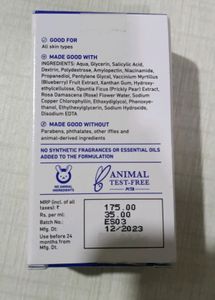 GOOD FOR
All skin types
MADE GOOD WITH
INGREDIENTS: Aqua, Glycerin, Salicylic Acid,
Dextrin, Polydextrose, Amylopectin, Niacinamide,
Propanediol, Pentylene Glycol, Vaccinium Myrtillus
(Blueberry) Fruit Extract, Xanthan Gum, Hydroxy-
ethylcellulose, Opuntia Ficus (Prickly Pear) Extract,
Rosa Damascena (Rose) Flower Water, Sodium
Copper Chlorophyllin, Ethoxydiglycol, Phenoxye-
thanol, Ethylhexylglycerin, Sodium Hydroxide,
Disodium EDTA
MADE GOOD WITHOUT
Parabens, phthalates, other iffies and
animal-derived ingredients
NO SYNTHETIC FRAGRANCES OR ESSENTIAL OILS
ADDED TO THE FORMULATION
NO ANIMAL
INGREDIENTS
ANIMAL
TEST-FREE
PETA
MRP (incl. of
all taxes): ₹ 175.00
Rs. per ml: 35.00
Batch No.: ES03
Mfg. Dt. 12/2023
Use before 24
months from
Mfg. Dt.